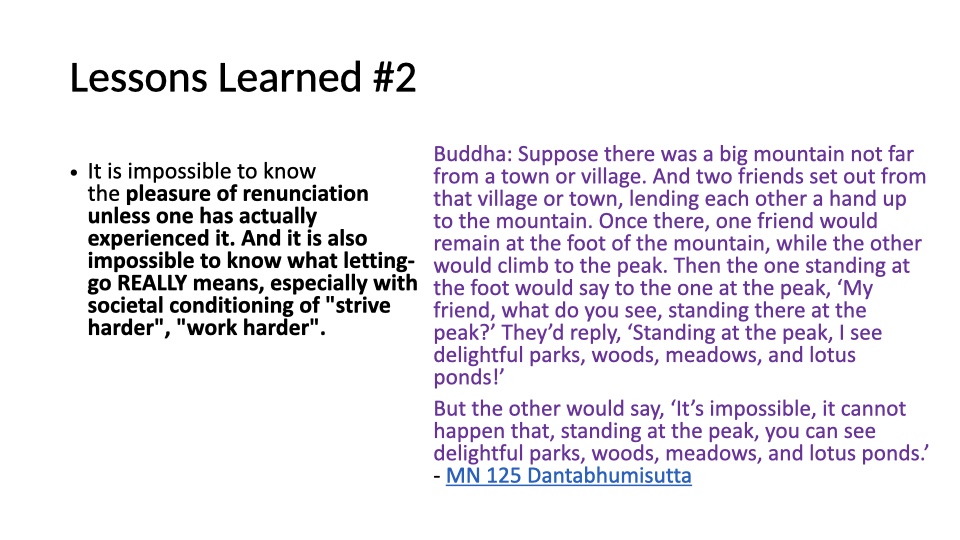 Lessons Learned #2
• It is impossible to know
the pleasure of renunciation
unless one has actually
experienced it. And it is also
impossible to know what letting-
go REALLY means, especially with
societal conditioning of "strive
harder", "work harder".
Buddha: Suppose there was a big mountain not far
from a town or village. And two friends set out from
that village or town, lending each other a hand up
to the mountain. Once there, one friend would
remain at the foot of the mountain, while the other
would climb to the peak. Then the one standing at
the foot would say to the one at the peak, ‘My
friend, what do you see, standing there at the
peak?’ They’d reply, ‘Standing at the peak, I see
delightful parks, woods, meadows, and lotus
ponds!’
But the other would say, ‘It’s impossible, it cannot
happen that, standing at the peak, you can see
delightful parks, woods, meadows, and lotus ponds.’
- MN 125 Dantabhumisutta